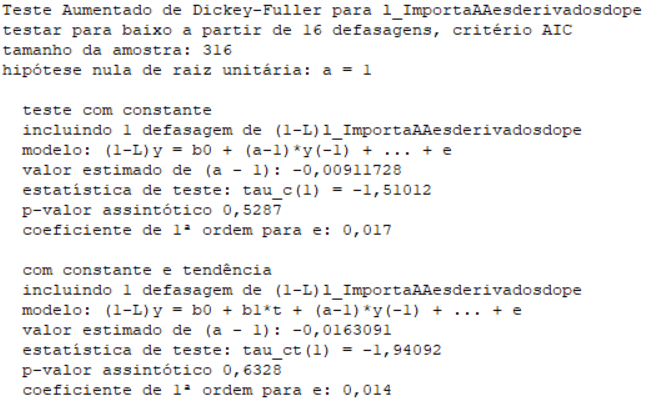 Teste Aumentado de Dickey-Fuller para l_ImportaAAesderivadosdope
testar para baixo a partir de 16 defasagens, critério AIC
tamanho da amostra: 316
hipótese nula de raiz unitária: a = 1
teste com constante
incluindo 1 defasagem de (1-L)l_ImportaAAesderivadosdope
modelo: (1-L)y = b0 + (a-1)*y(-1) + ... + e
valor estimado de (a - 1): -0,00911728
estatística de teste: tau_c(1) = -1,51012
p-valor assintótico 0,5287
coeficiente de 1ª ordem para e: 0,017
com constante e tendência
incluindo 1 defasagem de (1-L)l_ImportaAAesderivadosdope
modelo: (1-L)y = b0 + b1*t + (a-1)*y(-1) + ... + e
valor estimado de (a - 1): -0,0163091
estatística de teste: tau_ct(1) = -1,94092
p-valor assintótico 0,6328
coeficiente de 1ª ordem para e: 0,014